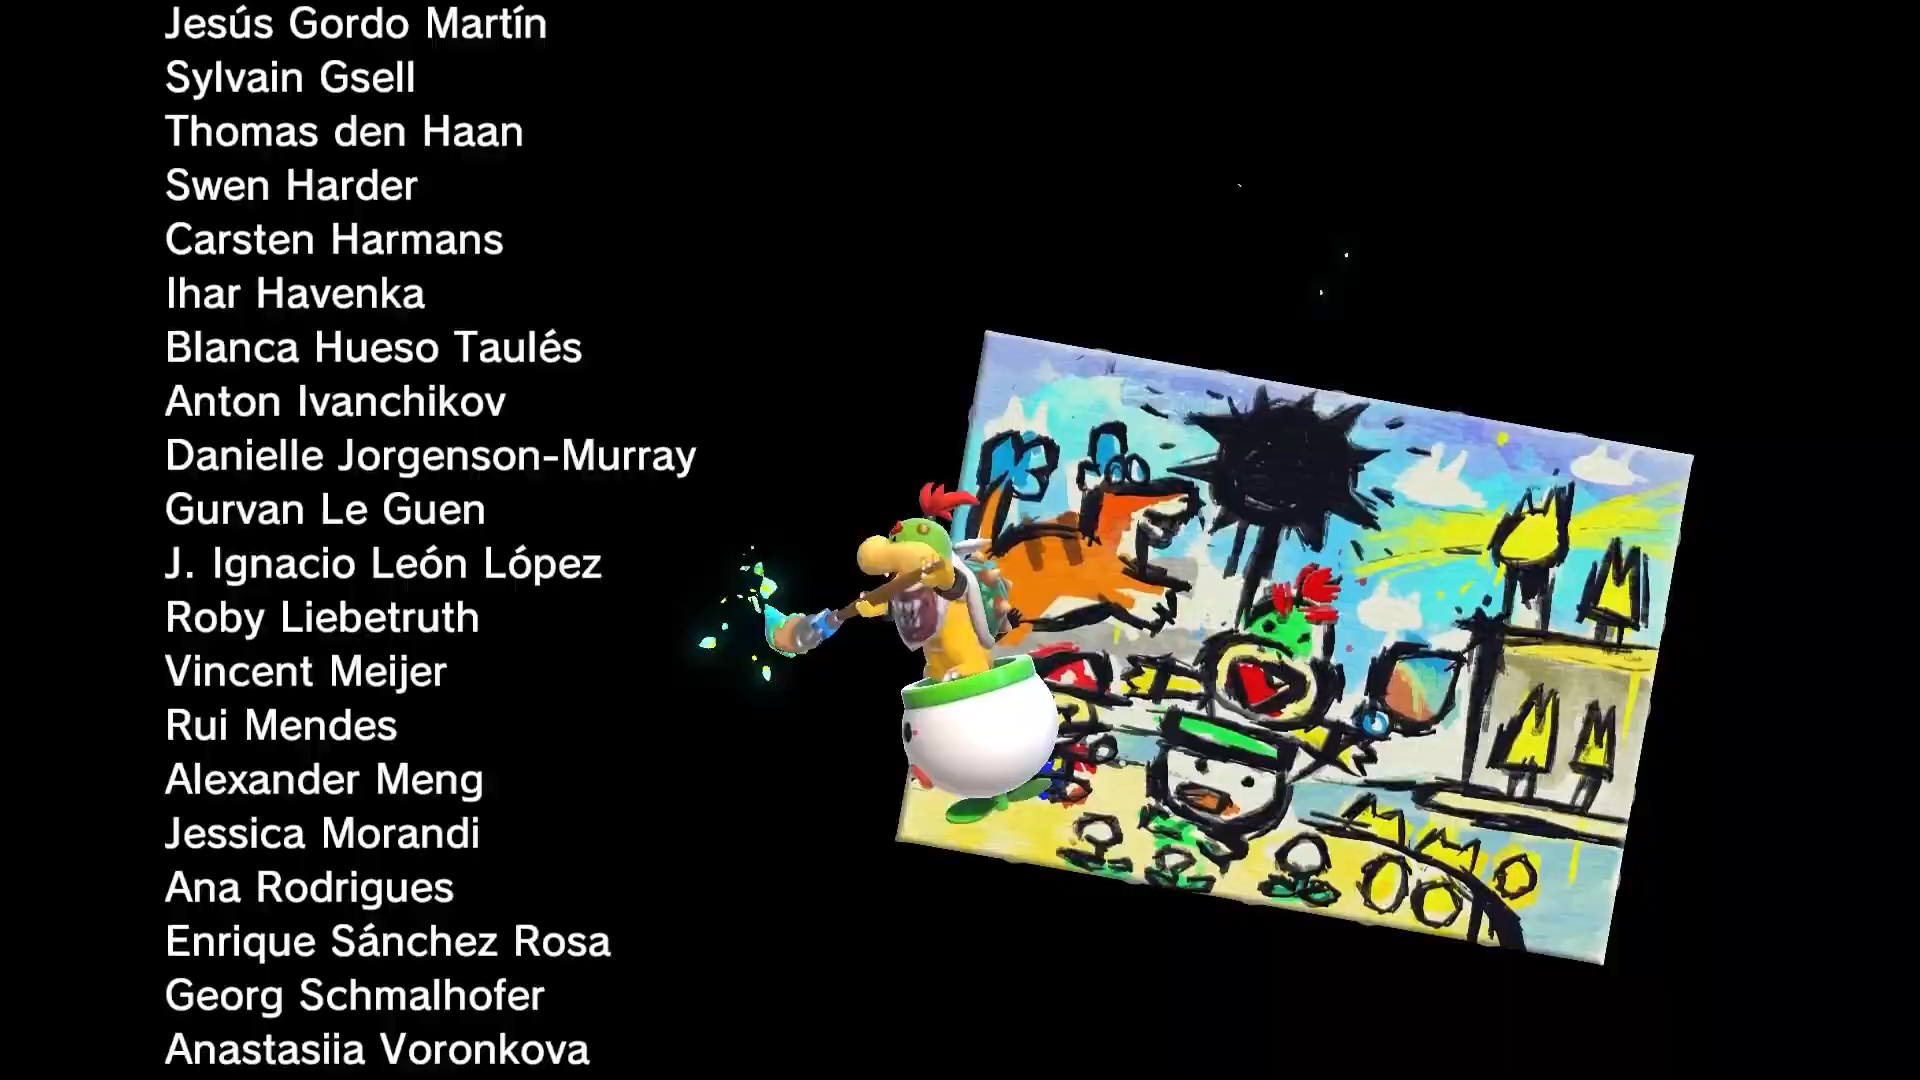 Jesús Gordo Martín
Sylvain Gsell
Thomas den Haan
Swen Harder
Carsten Harmans
Ihar Havenka
Blanca Hueso Taulés
Anton Ivanchikov
Danielle Jorgenson-Murray
Gurvan Le Guen
J. Ignacio León López
Roby Liebetruth
Vincent Meijer
Rui Mendes
Alexander Meng
Jessica Morandi
Ana Rodrigues
Enrique Sánchez Rosa
Georg Schmalhofer
Anastasiia Voronkova